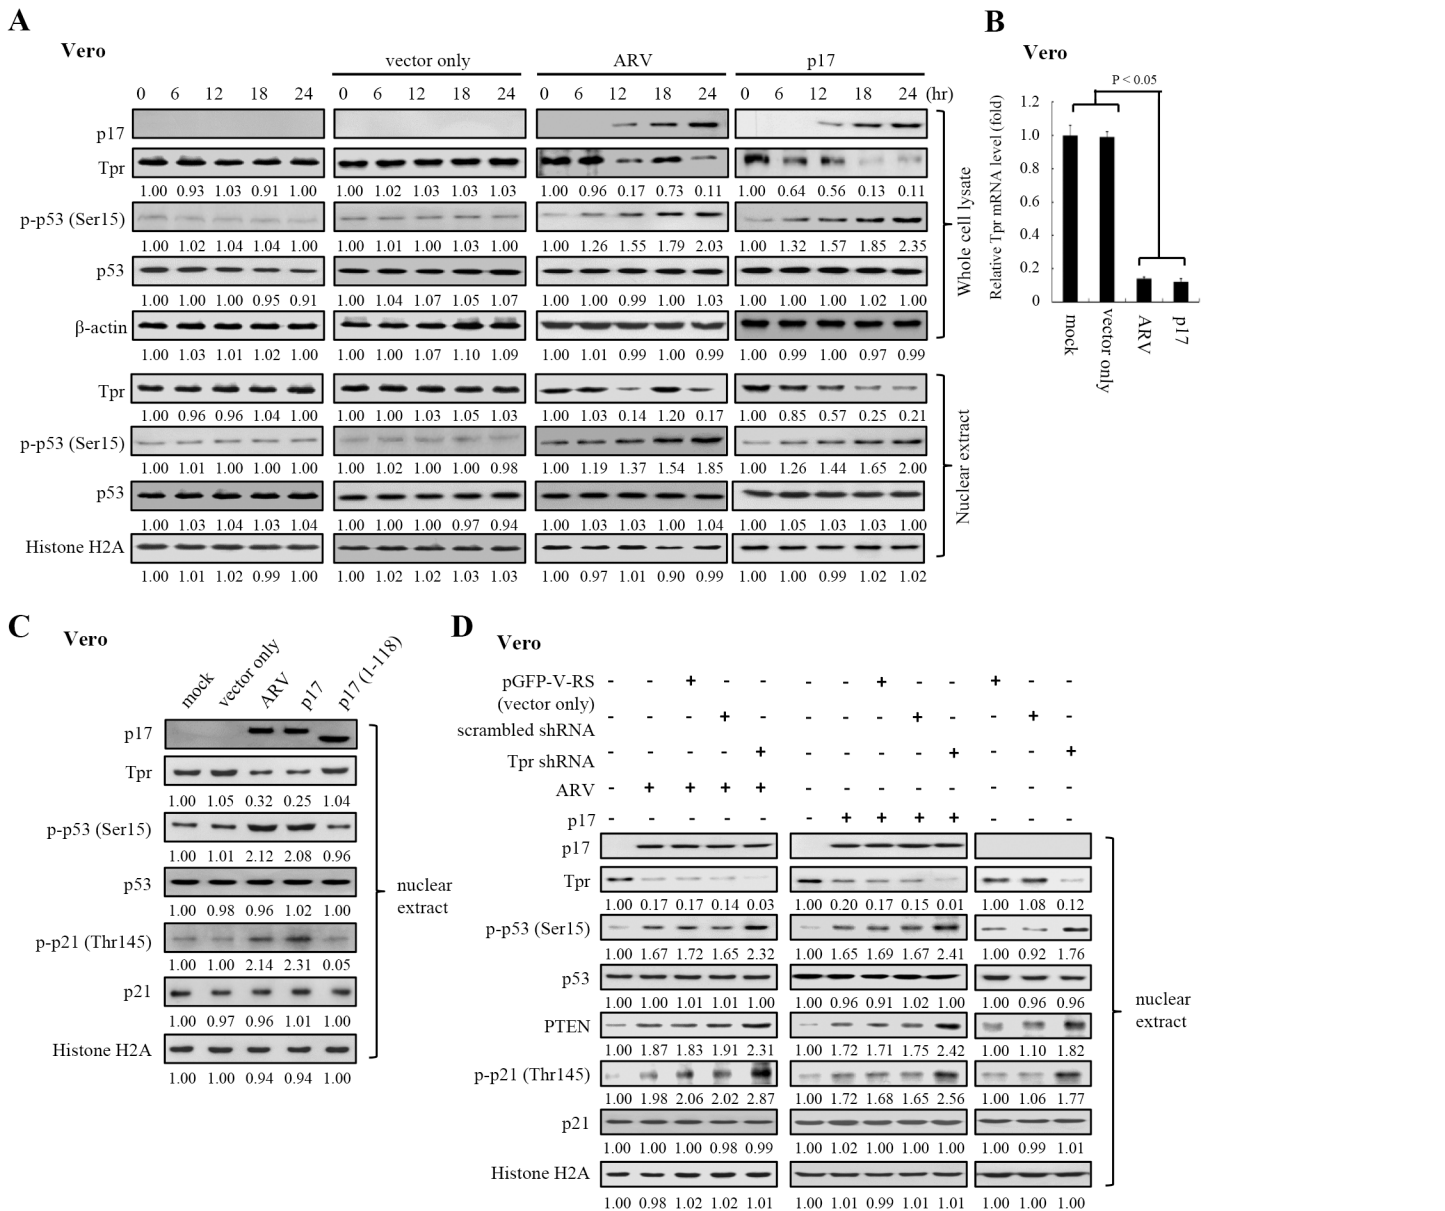 A
Vero
vector only ARV p17
0 6 12 18 24 0 6 12 18 24 0 6 12 18 24 0 6 12 18 24 (hr)
p17
Tpr
1.00 0.93 1.03 0.91 1.00 1.00 1.02 1.03 1.03 1.03 1.00 0.96 0.17 0.73 0.11 1.00 0.64 0.56 0.13 0.11
p-p53 (Ser15)
1.00 1.02 1.04 1.04 1.00 1.00 1.01 1.00 1.03 1.00 1.00 1.26 1.55 1.79 2.03 1.00 1.32 1.57 1.85 2.35
p53
1.00 1.00 1.00 0.95 0.91 1.00 1.04 1.07 1.05 1.07 1.00 1.00 0.99 1.00 1.03 1.00 1.00 1.00 1.02 1.00
β-actin
1.00 1.03 1.01 1.02 1.00 1.00 1.00 1.07 1.10 1.09 1.00 1.01 0.99 1.00 0.99 1.00 0.99 1.00 0.97 0.99
Whole cell lysate
Tpr
1.00 0.96 0.96 1.04 1.00 1.00 1.00 1.03 1.05 1.03 1.00 1.03 0.14 1.20 0.17 1.00 0.85 0.57 0.25 0.21
p-p53 (Ser15)
1.00 1.01 1.00 1.00 1.00 1.00 1.02 1.00 1.00 0.98 1.00 1.19 1.37 1.54 1.85 1.00 1.26 1.44 1.65 2.00
p53
1.00 1.03 1.04 1.03 1.04 1.00 1.00 1.00 0.97 0.94 1.00 1.03 1.03 1.00 1.04 1.00 1.05 1.03 1.03 1.00
Histone H2A
1.00 1.01 1.02 0.99 1.00 1.00 1.02 1.02 1.03 1.03 1.00 0.97 1.01 0.90 0.99 1.00 1.00 0.99 1.02 1.02
Nuclear extract
B
Vero
P < 0.05
Relative Tpr mRNA level (fold)
1.2
1.0
0.8
0.6
0.4
0.2
0
mock
vector only
ARV
p17
C
Vero
mock
vector only
ARV
p17
p17 (1-118)
p17
Tpr
1.00 1.05 0.32 0.25 1.04
p-p53 (Ser15)
1.00 1.01 2.12 2.08 0.96
p53
1.00 0.98 0.96 1.02 1.00
p-p21 (Thr145)
1.00 1.00 2.14 2.31 0.05
p21
1.00 0.97 0.96 1.01 1.00
Histone H2A
1.00 1.00 0.94 0.94 1.00
nuclear
extract
D
Vero
pGFP-V-RS - - + - - - - + - - + - -
(vector only)
scrambled shRNA - - - + - - - - + - - + -
Tpr shRNA - - - - + - - - - + - - +
ARV - + + + + - - - - - - - -
p17 - - - - - - + + + + - - -
p17
Tpr
1.00 0.17 0.17 0.14 0.03 1.00 0.20 0.17 0.15 0.01 1.00 1.08 0.12
p-p53 (Ser15)
1.00 1.67 1.72 1.65 2.32 1.00 1.65 1.69 1.67 2.41 1.00 0.92 1.76
p53
1.00 1.00 1.01 1.01 1.00 1.00 0.96 0.91 1.02 1.00 1.00 0.96 0.96
PTEN
1.00 1.87 1.83 1.91 2.31 1.00 1.72 1.71 1.75 2.42 1.00 1.10 1.82
p-p21 (Thr145)
1.00 1.98 2.06 2.02 2.87 1.00 1.72 1.68 1.65 2.56 1.00 1.06 1.77
p21
1.00 1.00 1.00 0.98 0.99 1.00 1.02 1.00 1.00 1.00 1.00 0.99 1.01
Histone H2A
1.00 0.98 1.02 1.02 1.01 1.00 1.01 0.99 1.01 1.01 1.00 1.00 1.00
nuclear
extract